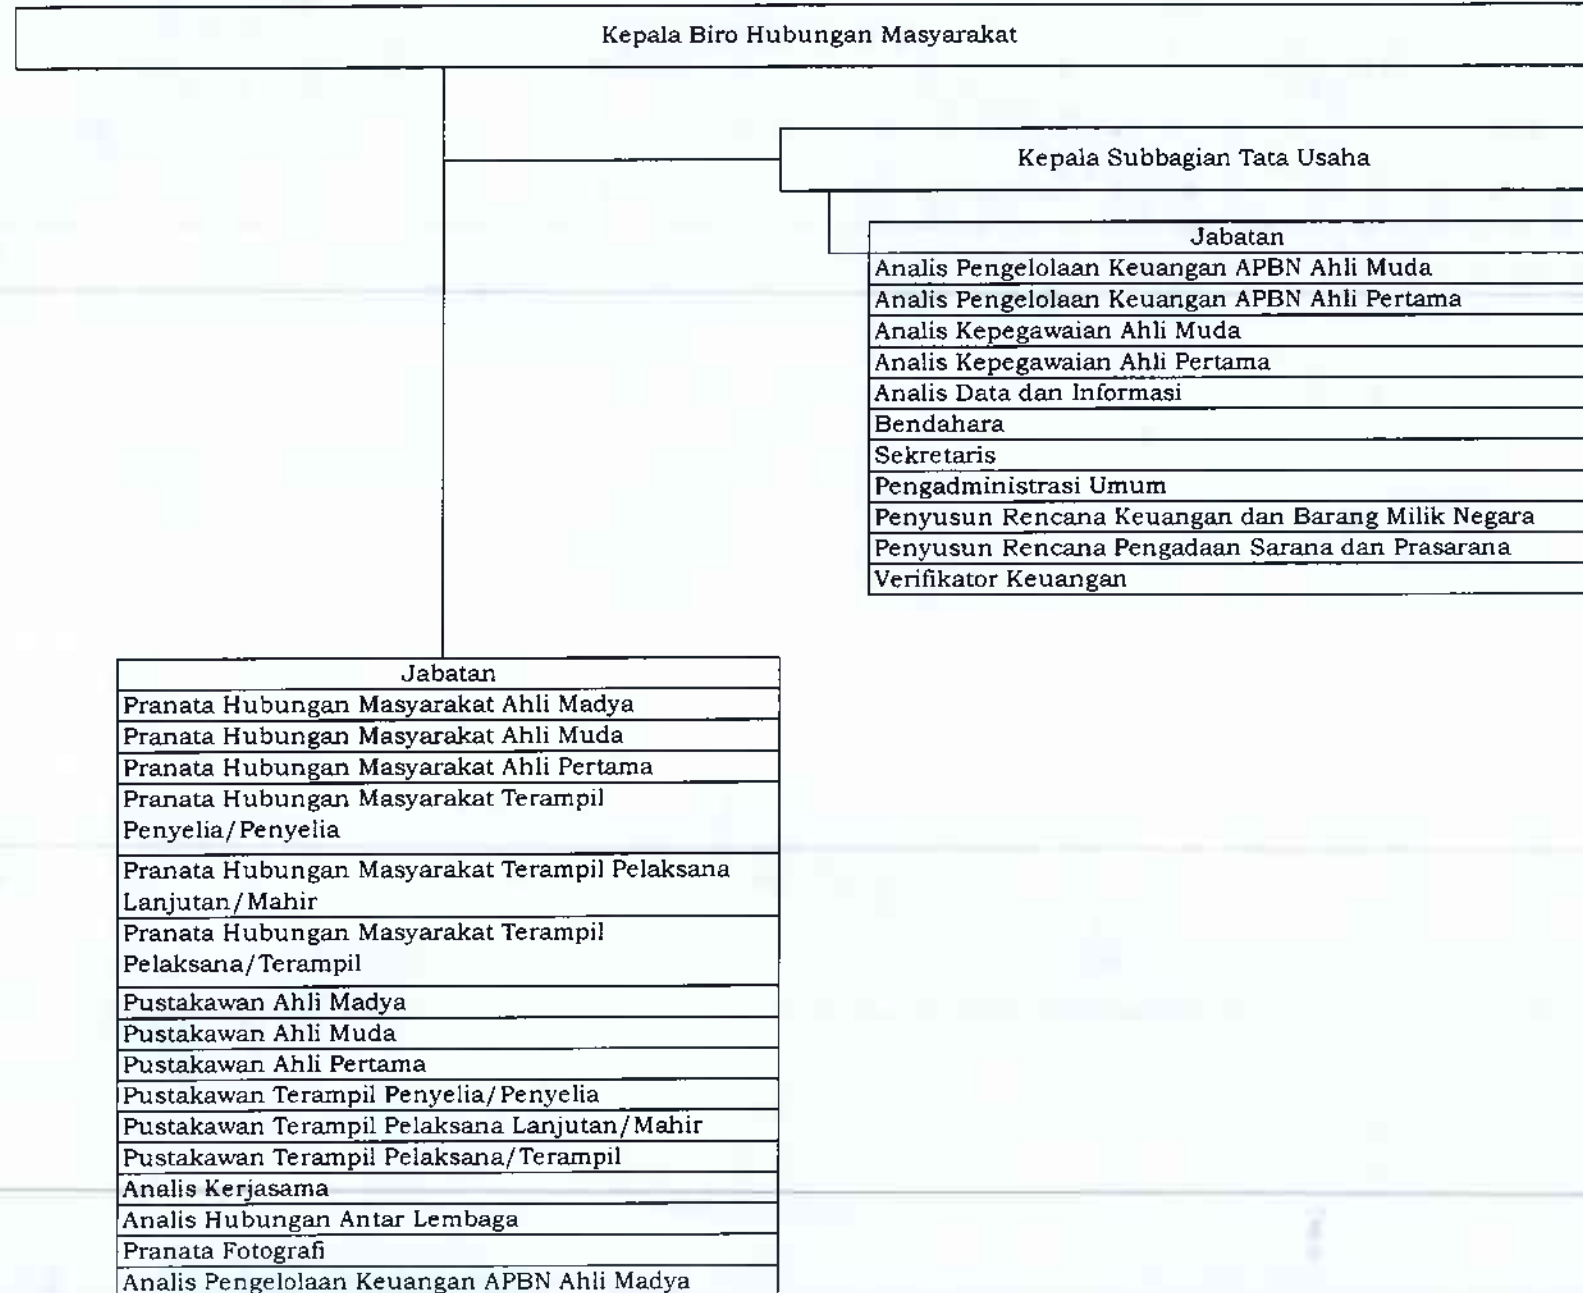 Kepala Biro Hubungan Masyarakat
Kepala Subbagian Tata Usaha
Jabatan
Analis Pengelolaan Keuangan APBN Ahli Muda
Analis Pengelolaan Keuangan APBN Ahli Pertama
Analis Kepegawaian Ahli Muda
Analis Kepegawaian Ahli Pertama
Analis Data dan Informasi
Bendahara
Sekretaris
Pengadministrasi Umum
Penyusun Rencana Keuangan dan Barang Milik Negara
Penyusun Rencana Pengadaan Sarana dan Prasarana
Verifikator Keuangan
Jabatan
Pranata Hubungan Masyarakat Ahli Madya
Pranata Hubungan Masyarakat Ahli Muda
Pranata Hubungan Masyarakat Ahli Pertama
Pranata Hubungan Masyarakat Terampil
Penyelia/Penyelia
Pranata Hubungan Masyarakat Terampil Pelaksana
Lanjutan/Mahir
Pranata Hubungan Masyarakat Terampil
Pelaksana/Terampil
Pustakawan Ahli Madya
Pustakawan Ahli Muda
Pustakawan Ahli Pertama
Pustakawan Terampil Penyelia/Penyelia
Pustakawan Terampil Pelaksana Lanjutan/Mahir
Pustakawan Terampil Pelaksana/Terampil
Analis Kerjasama
Analis Hubungan Antar Lembaga
Pranata Fotografi
Analis Pengelolaan Keuangan APBN Ahli Madya